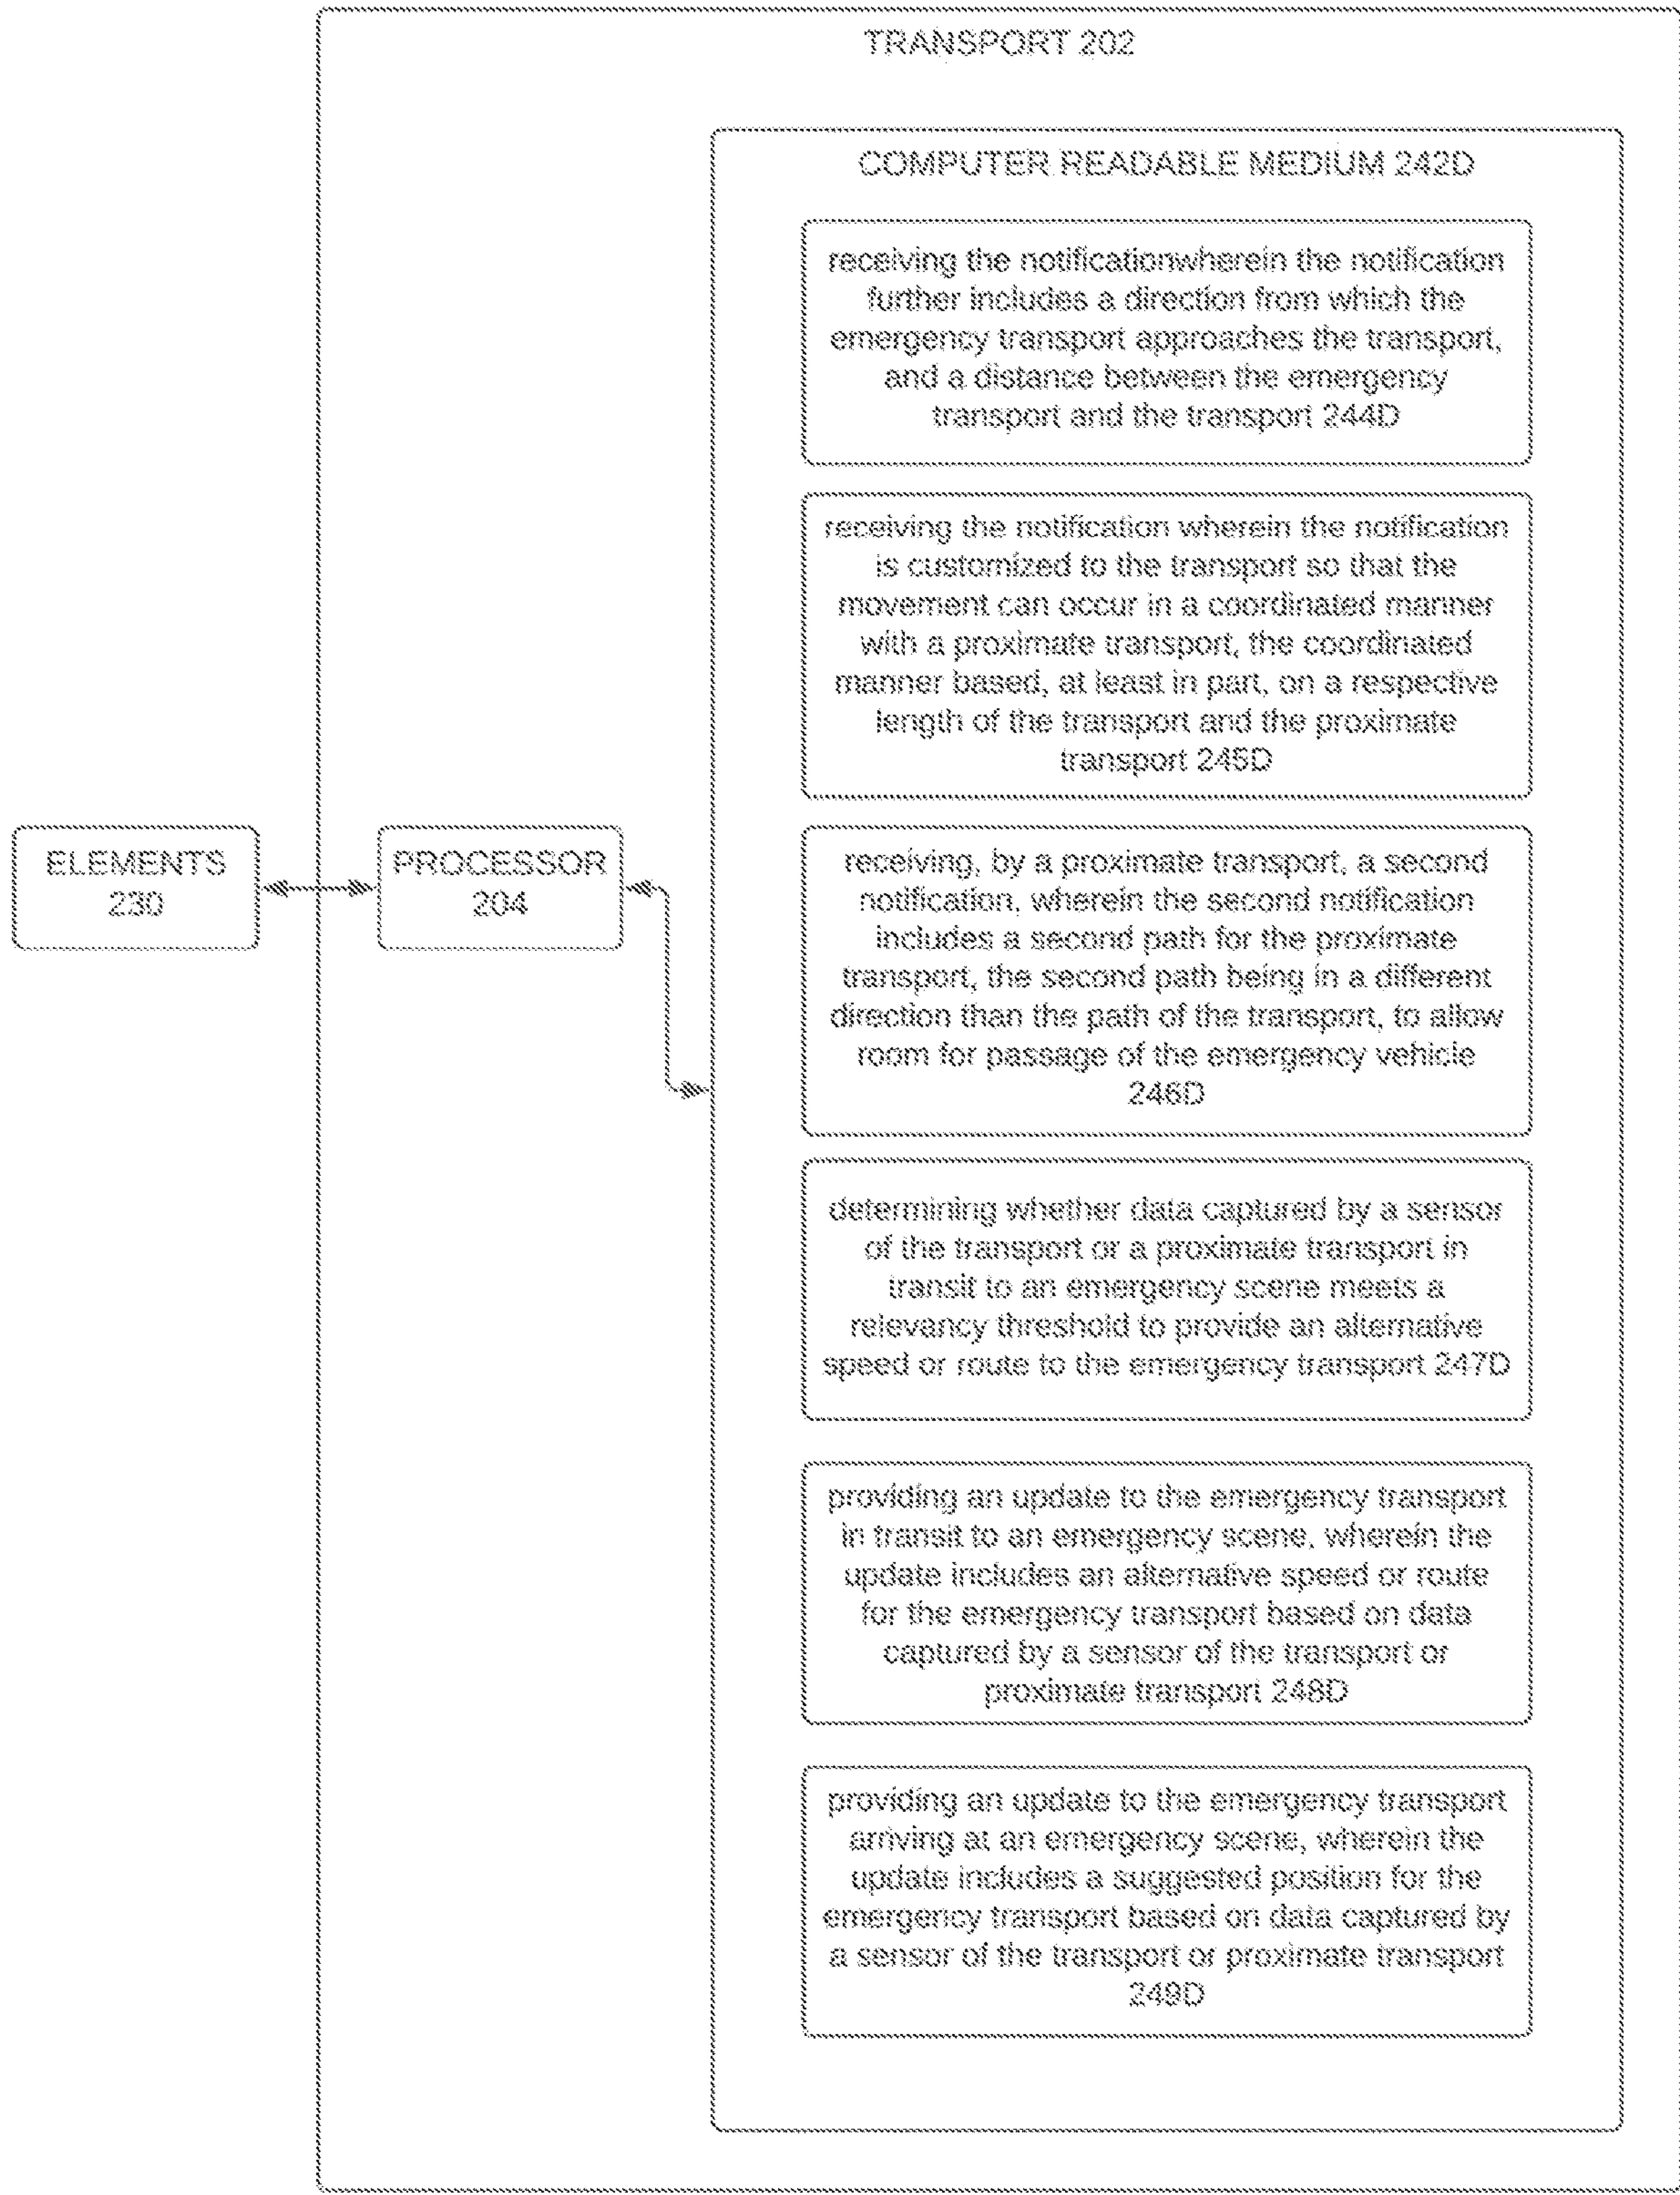 TRANSPORT 202
COMPUTER READABLE MEDIUM 242D
receiving the notificationwherein the notification
further includes a direction from which the
emergency transport approaches the transport,
and a distance between the emergency
transport and the transport 244D
receiving the notification wherein the notification
is customized to the transport so that the
movement can occur in a coordinated manner
with a proximate transport, the coordinated
manner based, at least in part, on a respective
length of the transport and the proximate
transport 245D
ELEMENTS
230
PROCESSOR
204
receiving, by a proximate transport, a second
notification, wherein the second notification
includes a second path for the proximate
transport, the second path being in a different
direction than the path of the transport, to allow
room for passage of the emergency vehicle
246D
determining whether data captured by a sensor
of the transport or a proximate transport in
transit to an emergency scene meets a
relevancy threshold to provide an alternative
speed or route to the emergency transport 247D
providing an update to the emergency transport
in transit to an emergency scene, wherein the
update includes an alternative speed or route
for the emergency transport based on data
captured by a sensor of the transport or
proximate transport 248D
providing an update to the emergency transport
arriving at an emergency scene, wherein the
update includes a suggested position for the
emergency transport based on data captured by
a sensor of the transport or proximate transport
249D